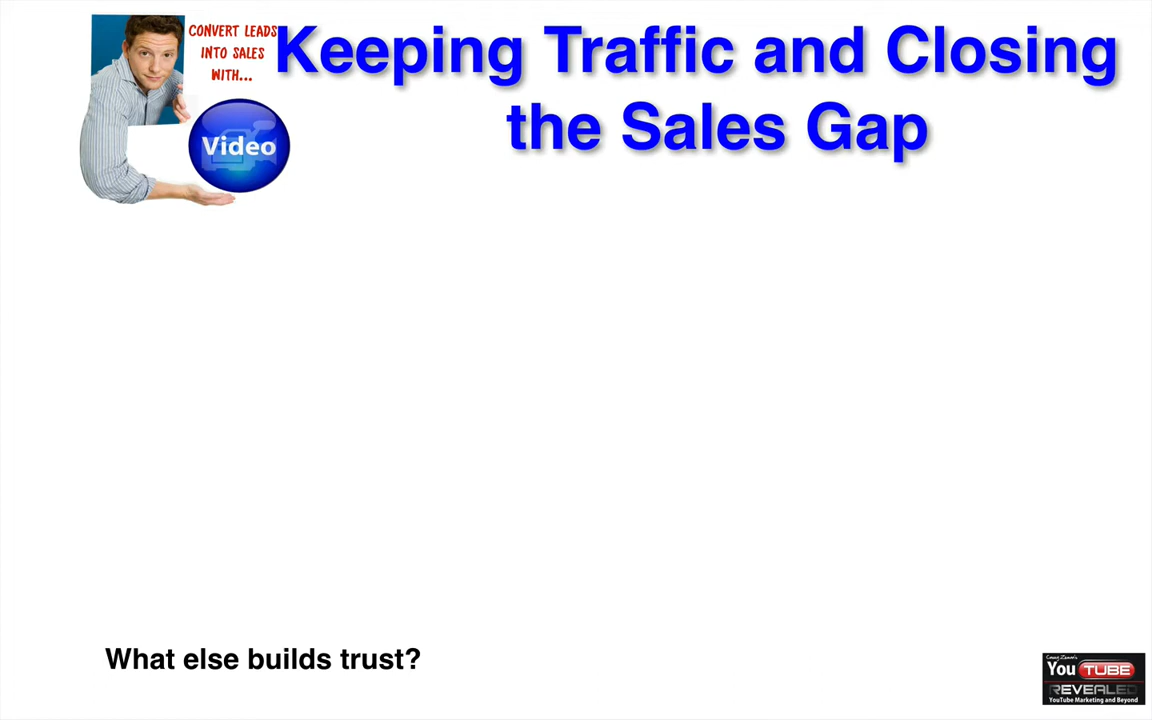 CONVERT LEADS
INTO SALES
WITH...
Video
Keeping Traffic and Closing
the Sales Gap
What else builds trust?
You TUBE
REVEALED
YouTube Marketing and Beyond